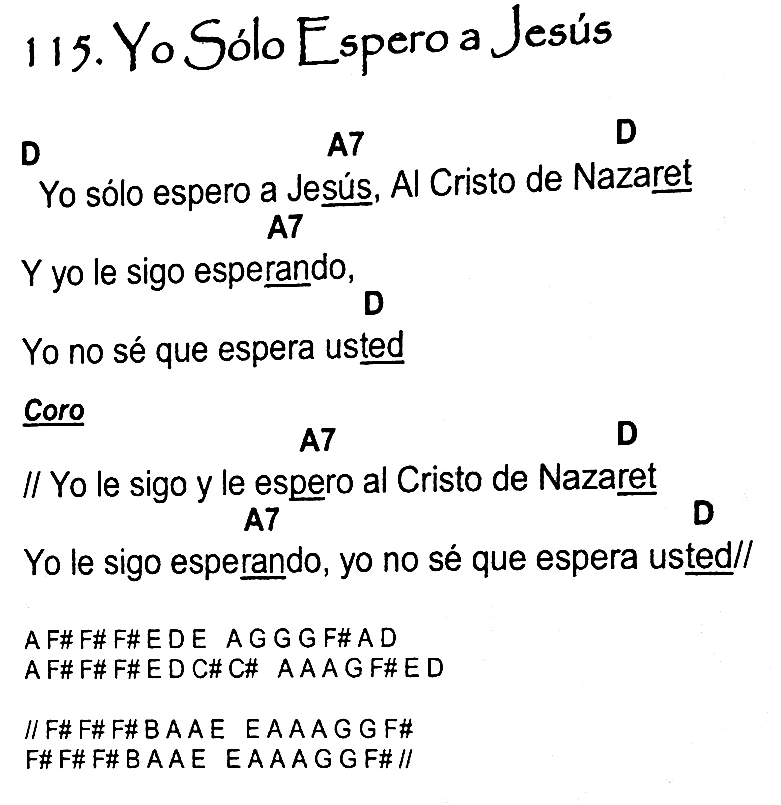 115. Yo Sólo Espero a Jesús
D A7 D
Yo sólo espero a Jesús, Al Cristo de Nazaret
A7
Y yo le sigo esperando,
D
Yo no sé que espera usted
Coro
A7 D
// Yo le sigo y le espero al Cristo de Nazaret
A7 D
Yo le sigo esperando, yo no sé que espera usted//
A F# F# F# E D E A G G G F# A D
A F# F# F# E D C# C# A A A G F# E D
// F# F# F# B A A E E A A A G G F#
F# F# F# B A A E E A A A G G F# //